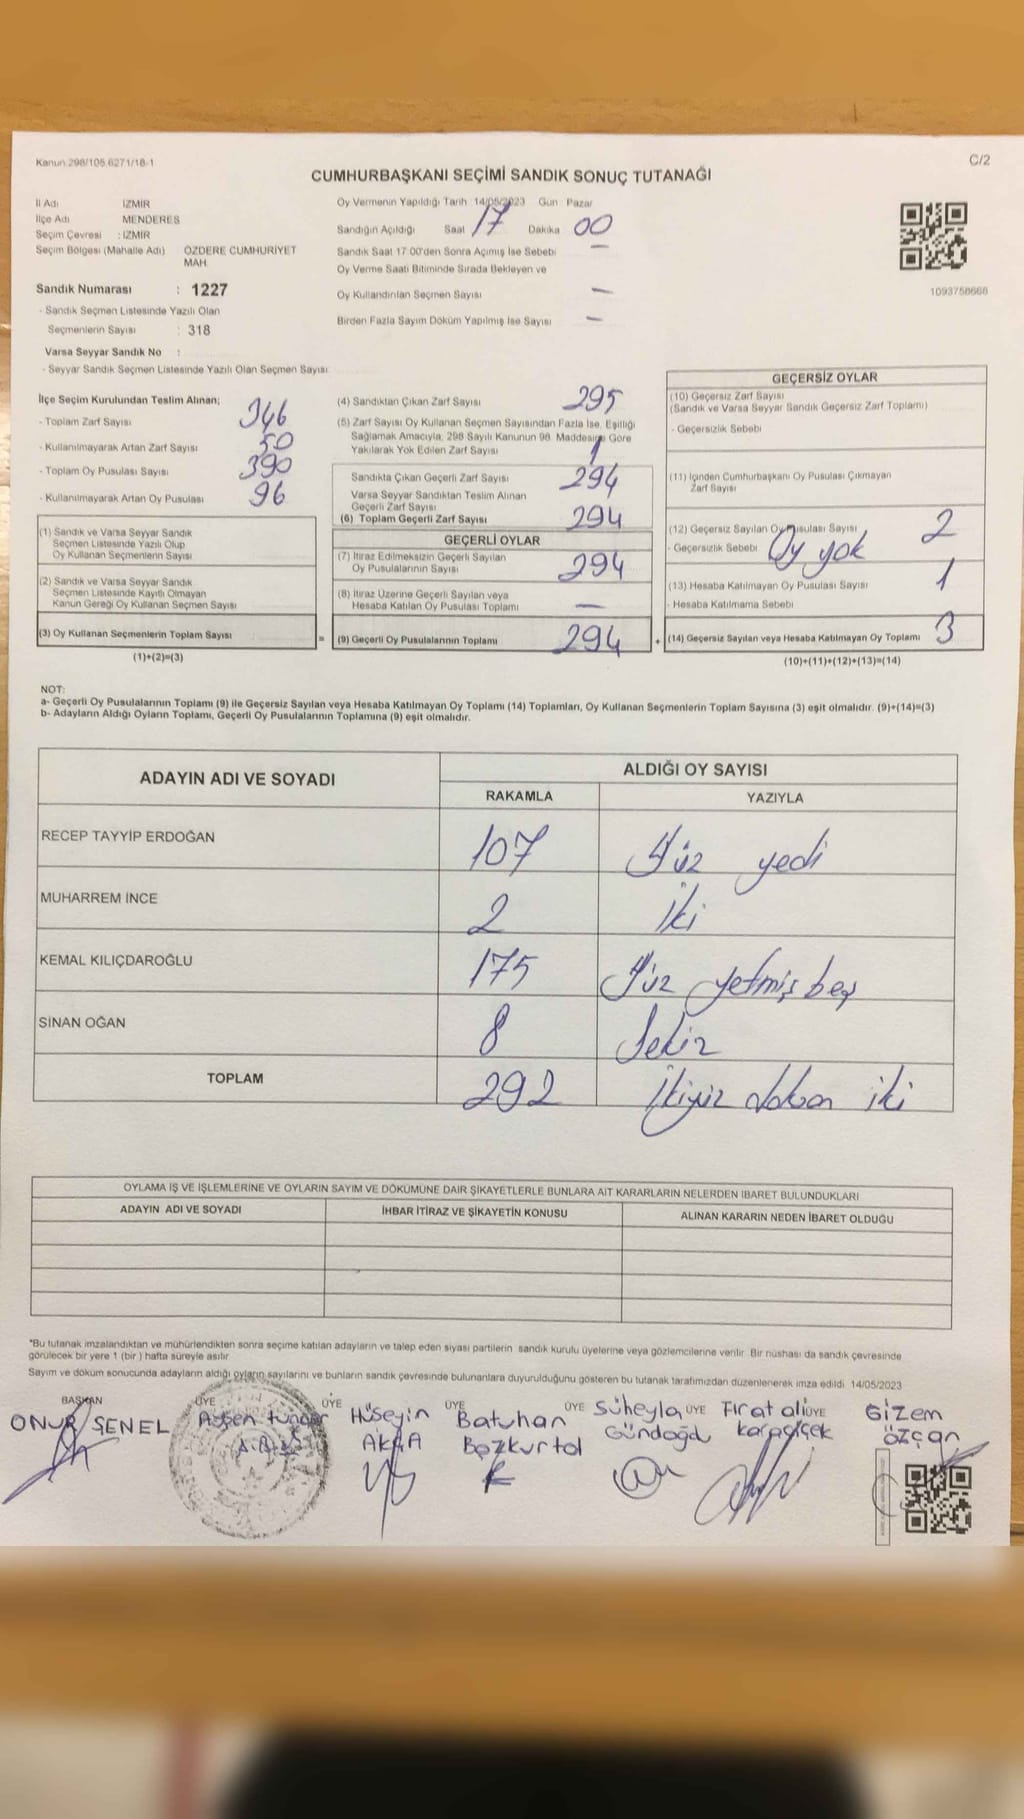 Kanun 298/105,6271/18-1
C/2
CUMHURBAŞKANI SEÇİMİ SANDIK SONUÇ TUTANAĞI
İl Adı İZMİR
İlçe Adı MENDERES
Seçim Çevresi : İZMİR
Seçim Bölgesi (Mahalle Adı) ÖZDERE CUMHURİYET
MAH.
Sandık Numarası : 1227
- Sandık Seçmen Listesinde Yazılı Olan
Seçmenlerin Sayısı : 318
Varsa Seyyar Sandık No :
- Seyyar Sandık Seçmen Listesinde Yazılı Olan Seçmen Sayısı:
Oy Vermenin Yapıldığı Tarih 14/05/2023 Gün Pazar
Sandığın Açıldığı Saat 17 Dakika 00
Sandık Saat 17:00'den Sonra Açılmış İse Sebebi —
Oy Verme Saati Bitiminde Sırada Bekleyen ve
Oy Kullandırılan Seçmen Sayısı —
Birden Fazla Sayım Döküm Yapılmış İse Sayısı —
1093758668
İlçe Seçim Kurulundan Teslim Alınan;
- Toplam Zarf Sayısı 346
- Kullanılmayarak Artan Zarf Sayısı 50
- Toplam Oy Pusulası Sayısı 390
- Kullanılmayarak Artan Oy Pusulası 96
(4) Sandıktan Çıkan Zarf Sayısı 295
(5) Zarf Sayısı Oy Kullanan Seçmen Sayısından Fazla İse, Eşitliği
Sağlamak Amacıyla, 298 Sayılı Kanunun 98. Maddesine Göre
Yakılarak Yok Edilen Zarf Sayısı 1
Sandıkta Çıkan Geçerli Zarf Sayısı 294
Varsa Seyyar Sandıktan Teslim Alınan
Geçerli Zarf Sayısı
(6) Toplam Geçerli Zarf Sayısı 294
GEÇERLİ OYLAR
(7) İtiraz Edilmeksizin Geçerli Sayılan
Oy Pusulalarının Sayısı 294
(8) İtiraz Üzerine Geçerli Sayılan veya
Hesaba Katılan Oy Pusulası Toplamı —
(9) Geçerli Oy Pusulalarının Toplamı 294
GEÇERSİZ OYLAR
(10) Geçersiz Zarf Sayısı
(Sandık ve Varsa Seyyar Sandık Geçersiz Zarf Toplamı)
- Geçersizlik Sebebi
(11) İçinden Cumhurbaşkanı Oy Pusulası Çıkmayan
Zarf Sayısı
(12) Geçersiz Sayılan Oy Pusulası Sayısı 2
- Geçersizlik Sebebi Oy yok
(13) Hesaba Katılmayan Oy Pusulası Sayısı 1
- Hesaba Katılmama Sebebi
+ (14) Geçersiz Sayılan veya Hesaba Katılmayan Oy Toplamı 3
(10)+(11)+(12)+(13)=(14)
(1) Sandık ve Varsa Seyyar Sandık
Seçmen Listesinde Yazılı Olup
Oy Kullanan Seçmenlerin Sayısı
(2) Sandık ve Varsa Seyyar Sandık
Seçmen Listesinde Kayıtlı Olmayan
Kanun Gereği Oy Kullanan Seçmen Sayısı
(3) Oy Kullanan Seçmenlerin Toplam Sayısı =
(1)+(2)=(3)
NOT:
a- Geçerli Oy Pusulalarının Toplamı (9) ile Geçersiz Sayılan veya Hesaba Katılmayan Oy Toplamı (14) Toplamları, Oy Kullanan Seçmenlerin Toplam Sayısına (3) eşit olmalıdır. (9)+(14)=(3)
b- Adayların Aldığı Oyların Toplamı, Geçerli Oy Pusulalarının Toplamına (9) eşit olmalıdır.
ADAYIN ADI VE SOYADI ALDIĞI OY SAYISI
RAKAMLA YAZIYLA
RECEP TAYYİP ERDOĞAN 107 Yüz yedi
MUHARREM İNCE 2 İki
KEMAL KILIÇDAROĞLU 175 Yüz yetmiş beş
SİNAN OĞAN 8 Sekiz
TOPLAM 292 İkiyüz doksan iki
OYLAMA İŞ VE İŞLEMLERİNE VE OYLARIN SAYIM VE DÖKÜMÜNE DAİR ŞİKAYETLERLE BUNLARA AİT KARARLARIN NELERDEN İBARET BULUNDUKLARI
ADAYIN ADI VE SOYADI İHBAR İTİRAZ VE ŞİKAYETİN KONUSU ALINAN KARARIN NEDEN İBARET OLDUĞU
*Bu tutanak imzalandıktan ve mühürlendikten sonra seçime katılan adayların ve talep eden siyasi partilerin sandık kurulu üyelerine veya gözlemcilerine verilir. Bir nüshası da sandık çevresinde
görülecek bir yere 1 (bir ) hafta süreyle asılır.
Sayım ve döküm sonucunda adayların aldığı oyların sayılarını ve bunların sandık çevresinde bulunanlara duyurulduğunu gösteren bu tutanak tarafımızdan düzenlenerek imza edildi. 14/05/2023
BAŞKAN ÜYE ÜYE ÜYE ÜYE ÜYE ÜYE
ONUR ŞENEL Ayşen tuncer Hüseyin Batuhan Süheyla Fırat ali Gizem
AKÇA Bozkurtol Gündoğdu karaçiçek Özçan